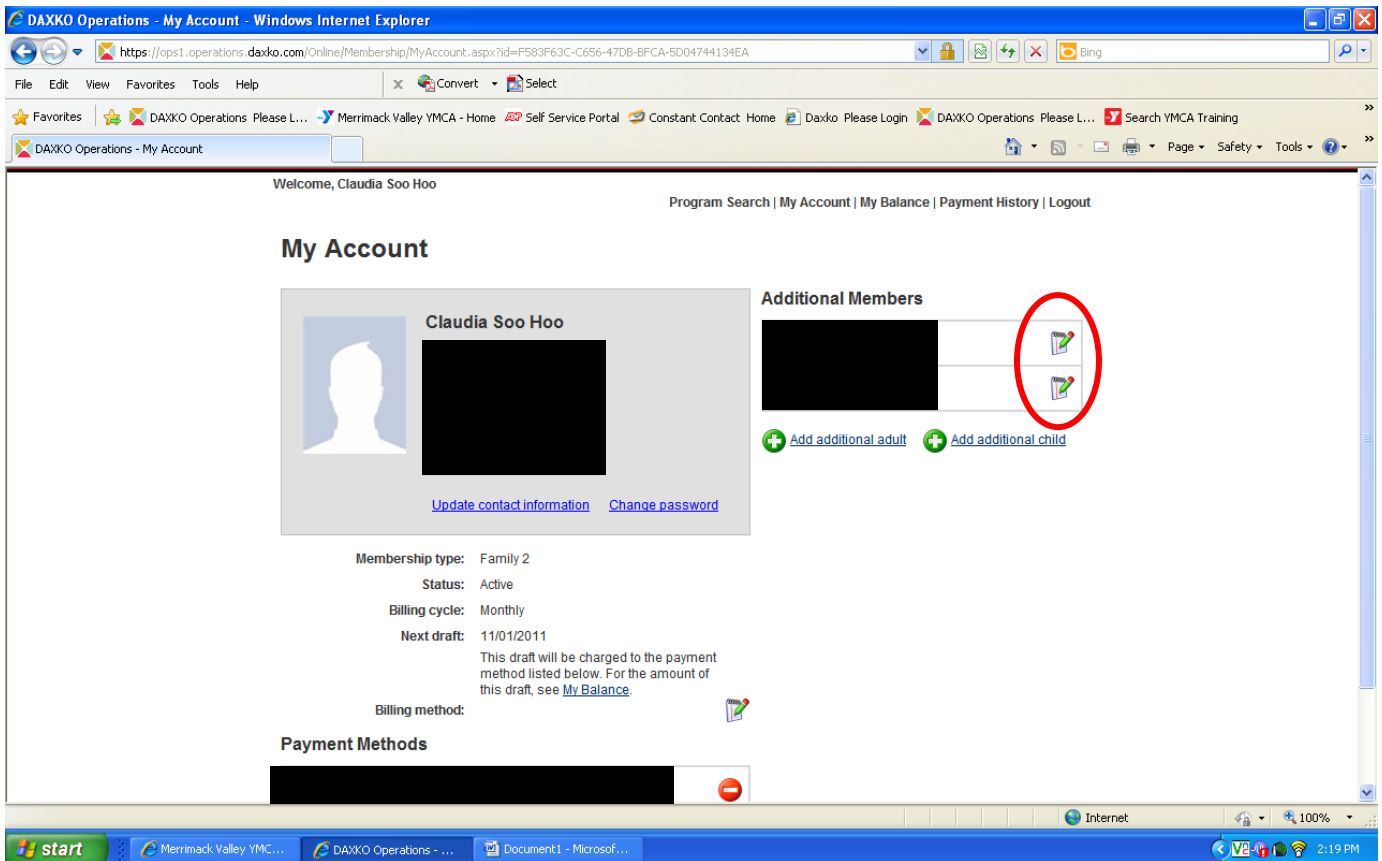 DAXKO Operations - My Account - Windows Internet Explorer
https://ops1.operations.daxko.com/Online/Membership/MyAccount.aspx?id=F583F63C-C656-47DB-BFCA-5D04744134EA
Bing
File Edit View Favorites Tools Help
x Convert Select
Favorites DAXKO Operations Please L... Merrimack Valley YMCA - Home Self Service Portal Constant Contact Home Daxko Please Login DAXKO Operations Please L... Search YMCA Training »
DAXKO Operations - My Account
Page Safety Tools »
Welcome, Claudia Soo Hoo
Program Search | My Account | My Balance | Payment History | Logout
My Account
Claudia Soo Hoo
Update contact information Change password
Additional Members
Add additional adult Add additional child
Membership type: Family 2
Status: Active
Billing cycle: Monthly
Next draft: 11/01/2011
This draft will be charged to the payment
method listed below. For the amount of
this draft, see My Balance.
Billing method:
Payment Methods
Internet 100%
start Merrimack Valley YMC... DAXKO Operations - ... Document1 - Microsof... 2:19 PM